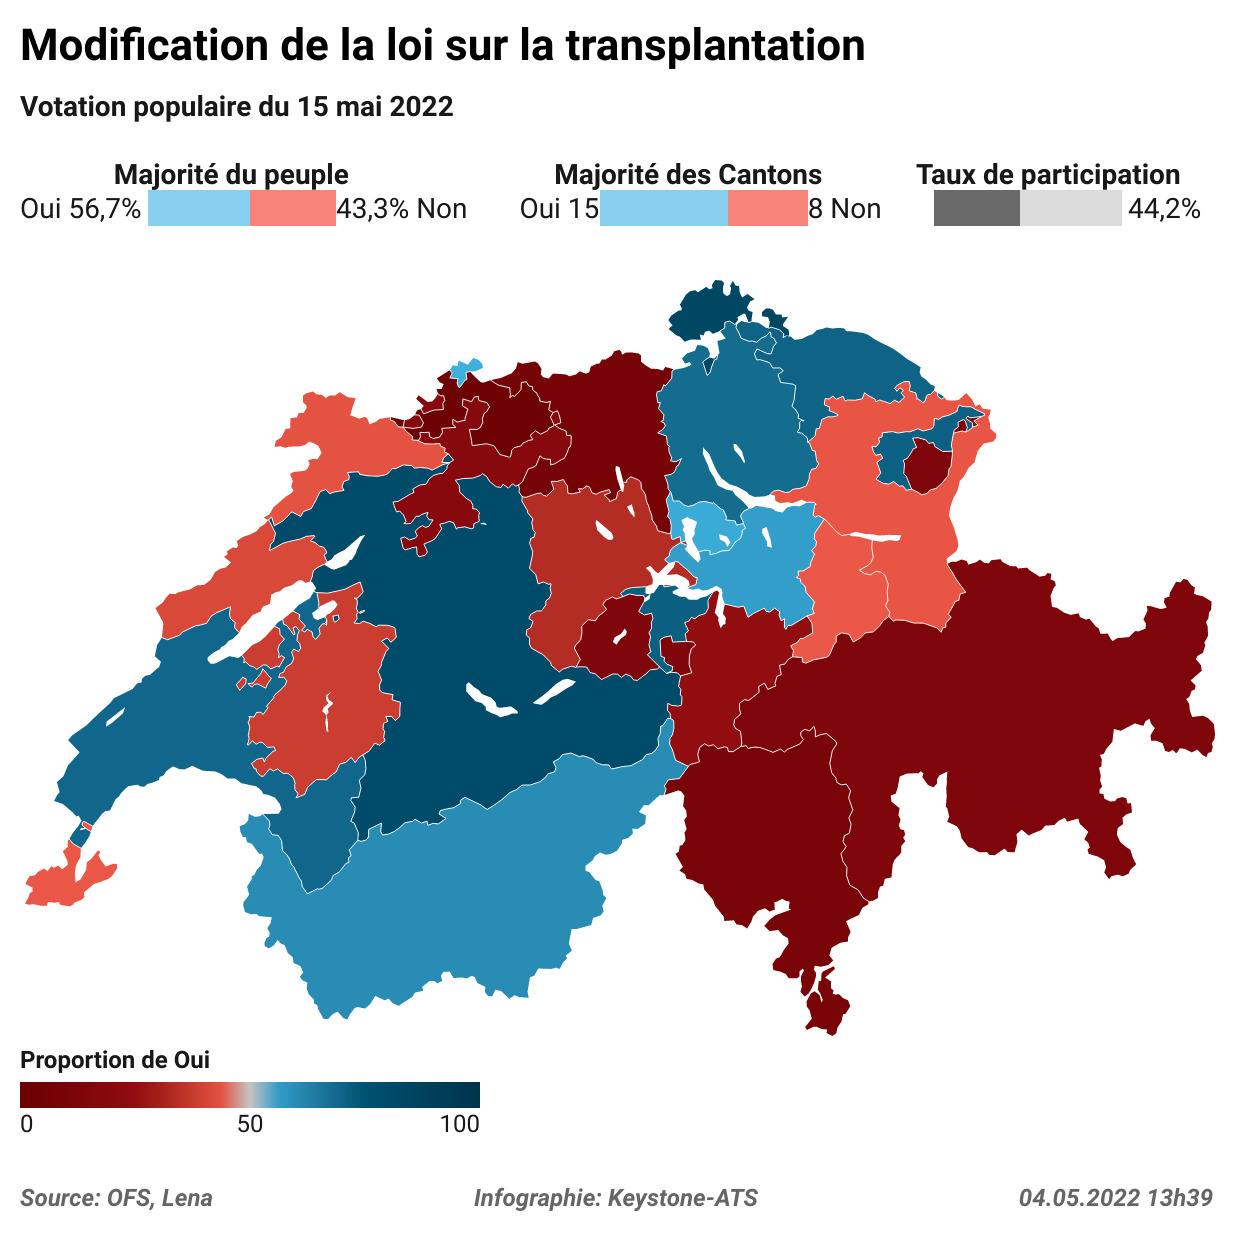 Modification de la loi sur la transplantation
Votation populaire du 15 mai 2022
Majorité du peuple
Oui 56,7% 43,3% Non
Majorité des Cantons
Oui 15 8 Non
Taux de participation
44,2%
Proportion de Oui
0 50 100
Source: OFS, Lena Infographie: Keystone-ATS 04.05.2022 13h39